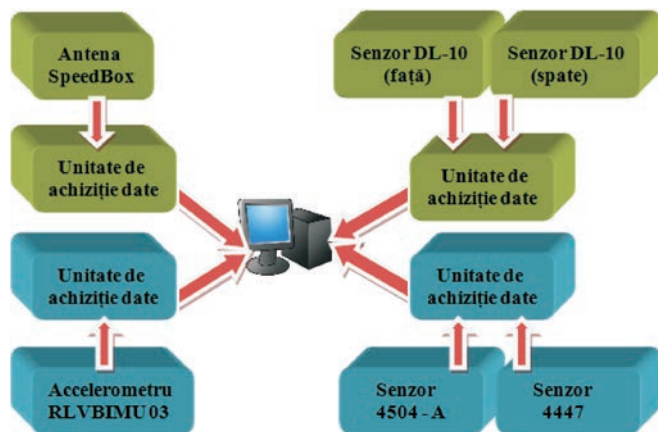 Antena
SpeedBox
Senzor DL-10
(față)
Senzor DL-10
(spate)
Unitate de
achiziție date
Unitate de
achiziție date
Unitate de
achiziție date
Unitate de
achiziție date
Accelerometru
RLVBIMU 03
Senzor
4504 - A
Senzor
4447